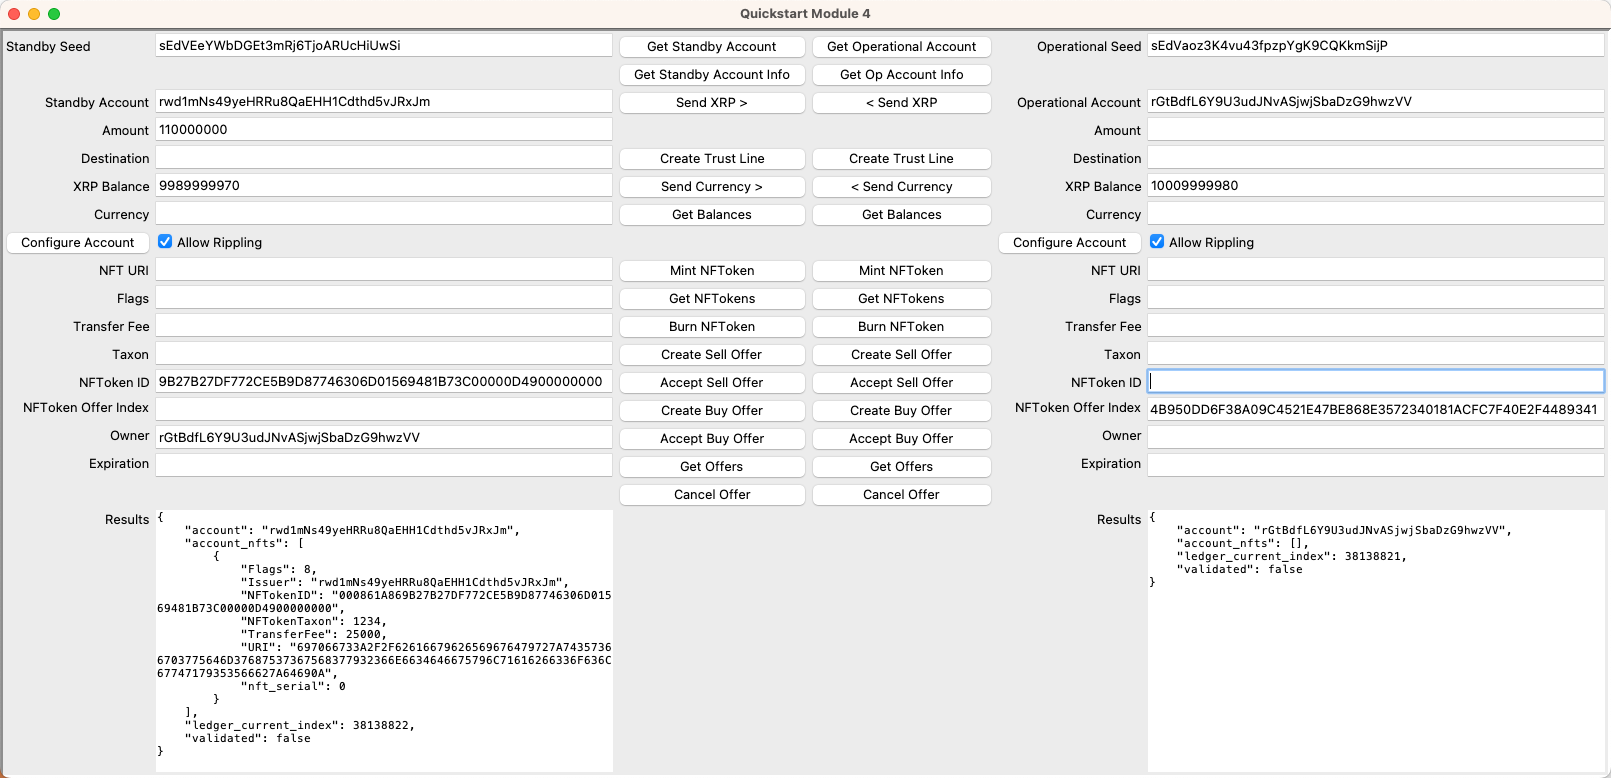 Quickstart Module 4
Standby Seed sEdVEeYWbDGEt3mRj6TjoARUcHiUwSi Get Standby Account Get Operational Account Operational Seed sEdVaoz3K4vu43fpzpYgK9CQKkmSijP
Get Standby Account Info Get Op Account Info
Standby Account rwd1mNs49yeHRRu8QaEHH1Cdthd5vJRxJm Send XRP > < Send XRP Operational Account rGtBdfL6Y9U3udJNvASjwjSbaDzG9hwzVV
Amount 110000000 Amount
Destination Create Trust Line Create Trust Line Destination
XRP Balance 9989999970 Send Currency > < Send Currency XRP Balance 10009999980
Currency Get Balances Get Balances Currency
Configure Account Allow Rippling Configure Account Allow Rippling
NFT URI Mint NFToken Mint NFToken NFT URI
Flags Get NFTokens Get NFTokens Flags
Transfer Fee Burn NFToken Burn NFToken Transfer Fee
Taxon Create Sell Offer Create Sell Offer Taxon
NFToken ID 9B27B27DF772CE5B9D87746306D01569481B73C00000D4900000000 Accept Sell Offer Accept Sell Offer NFToken ID
NFToken Offer Index Create Buy Offer Create Buy Offer NFToken Offer Index 4B950DD6F38A09C4521E47BE868E3572340181ACFC7F40E2F4489341
Owner rGtBdfL6Y9U3udJNvASjwjSbaDzG9hwzVV Accept Buy Offer Accept Buy Offer Owner
Expiration Get Offers Get Offers Expiration
Cancel Offer Cancel Offer
Results
{
"account": "rwd1mNs49yeHRRu8QaEHH1Cdthd5vJRxJm",
"account_nfts": [
{
"Flags": 8,
"Issuer": "rwd1mNs49yeHRRu8QaEHH1Cdthd5vJRxJm",
"NFTokenID": "000861A869B27B27DF772CE5B9D87746306D015
69481B73C00000D4900000000",
"NFTokenTaxon": 1234,
"TransferFee": 25000,
"URI": "697066733A2F2F62616679626569676479727A7435736
6703775646D37687537367568377932366E6634646675796C71616266336F636C
67747179353566627A64690A",
"nft_serial": 0
}
],
"ledger_current_index": 38138822,
"validated": false
}
Results
{
"account": "rGtBdfL6Y9U3udJNvASjwjSbaDzG9hwzVV",
"account_nfts": [],
"ledger_current_index": 38138821,
"validated": false
}